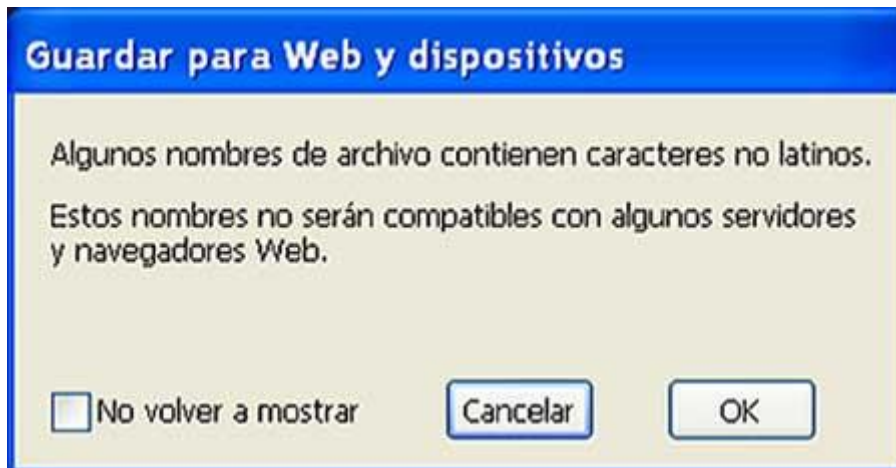 Guardar para Web y dispositivos
Algunos nombres de archivo contienen caracteres no latinos.
Estos nombres no serán compatibles con algunos servidores
y navegadores Web.
No volver a mostrar
Cancelar
OK